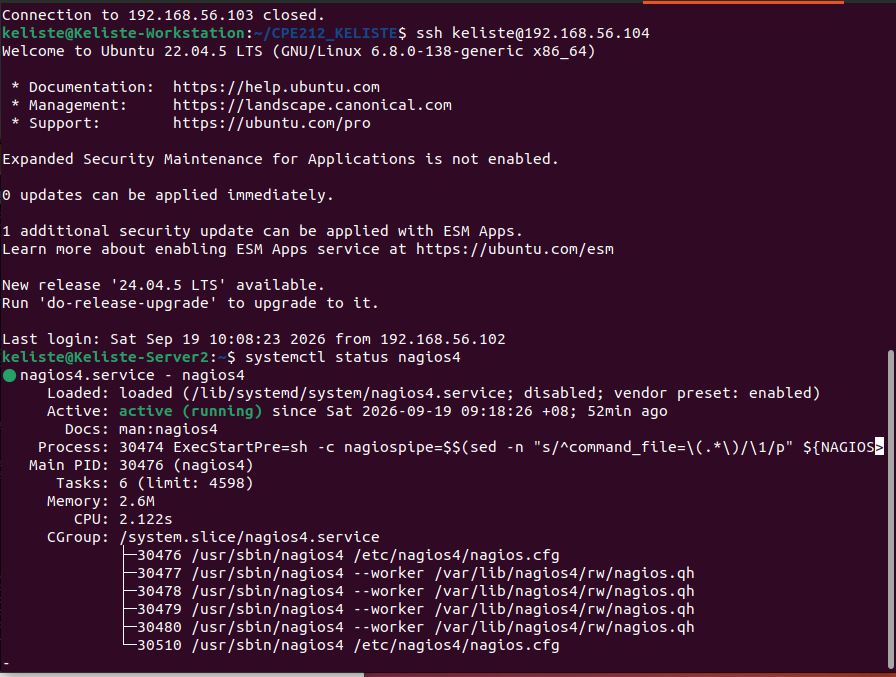 Connection to 192.168.56.103 closed.
keliste@Keliste-Workstation:~/CPE212_KELISTE$ ssh keliste@192.168.56.104
Welcome to Ubuntu 22.04.5 LTS (GNU/Linux 6.8.0-138-generic x86_64)

 * Documentation:  https://help.ubuntu.com
 * Management:     https://landscape.canonical.com
 * Support:        https://ubuntu.com/pro

Expanded Security Maintenance for Applications is not enabled.

0 updates can be applied immediately.

1 additional security update can be applied with ESM Apps.
Learn more about enabling ESM Apps service at https://ubuntu.com/esm

New release '24.04.5 LTS' available.
Run 'do-release-upgrade' to upgrade to it.

Last login: Sat Sep 19 10:08:23 2026 from 192.168.56.102
keliste@Keliste-Server2:~$ systemctl status nagios4
● nagios4.service - nagios4
     Loaded: loaded (/lib/systemd/system/nagios4.service; disabled; vendor preset: enabled)
     Active: active (running) since Sat 2026-09-19 09:18:26 +08; 52min ago
       Docs: man:nagios4
    Process: 30474 ExecStartPre=sh -c nagiospipe=$$(sed -n "s/^command_file=\(.*\)/\1/p" ${NAGIOS>
   Main PID: 30476 (nagios4)
      Tasks: 6 (limit: 4598)
     Memory: 2.6M
        CPU: 2.122s
     CGroup: /system.slice/nagios4.service
             ├─30476 /usr/sbin/nagios4 /etc/nagios4/nagios.cfg
             ├─30477 /usr/sbin/nagios4 --worker /var/lib/nagios4/rw/nagios.qh
             ├─30478 /usr/sbin/nagios4 --worker /var/lib/nagios4/rw/nagios.qh
             ├─30479 /usr/sbin/nagios4 --worker /var/lib/nagios4/rw/nagios.qh
             ├─30480 /usr/sbin/nagios4 --worker /var/lib/nagios4/rw/nagios.qh
             └─30510 /usr/sbin/nagios4 /etc/nagios4/nagios.cfg